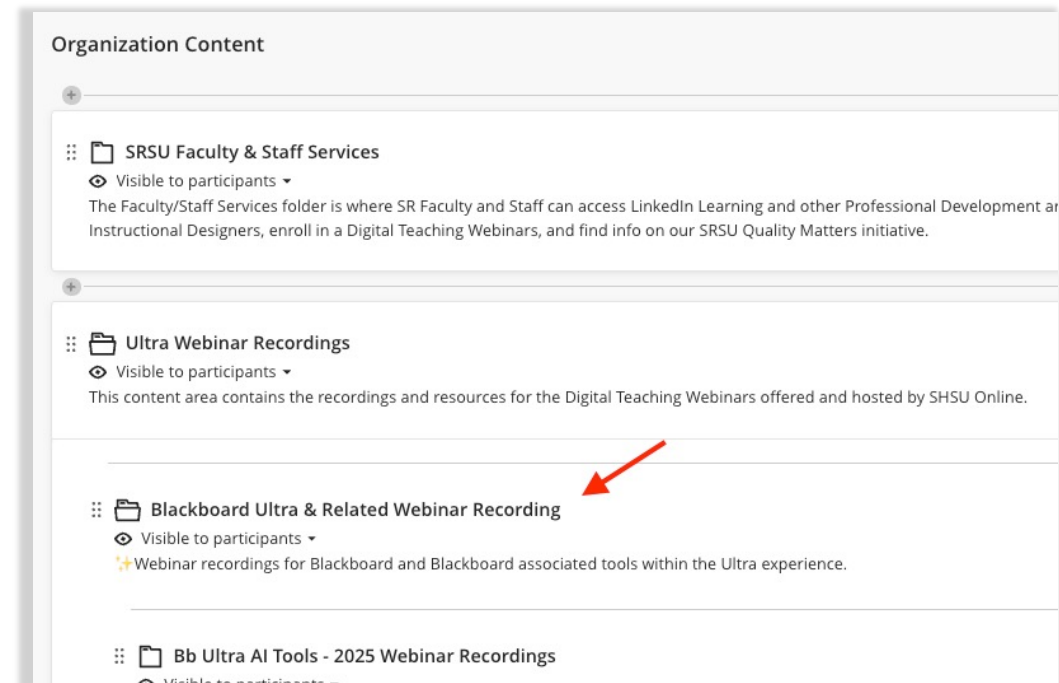 Organization Content
SRSU Faculty & Staff Services
Visible to participants
The Faculty/Staff Services folder is where SR Faculty and Staff can access LinkedIn Learning and other Professional Development
Instructional Designers, enroll in a Digital Teaching Webinars, and find info on our SRSU Quality Matters initiative.
Ultra Webinar Recordings
Visible to participants
This content area contains the recordings and resources for the Digital Teaching Webinars offered and hosted by SHSU Online.
Blackboard Ultra & Related Webinar Recording
Visible to participants
✨Webinar recordings for Blackboard and Blackboard associated tools within the Ultra experience.
Bb Ultra AI Tools - 2025 Webinar Recordings
Visible to participants